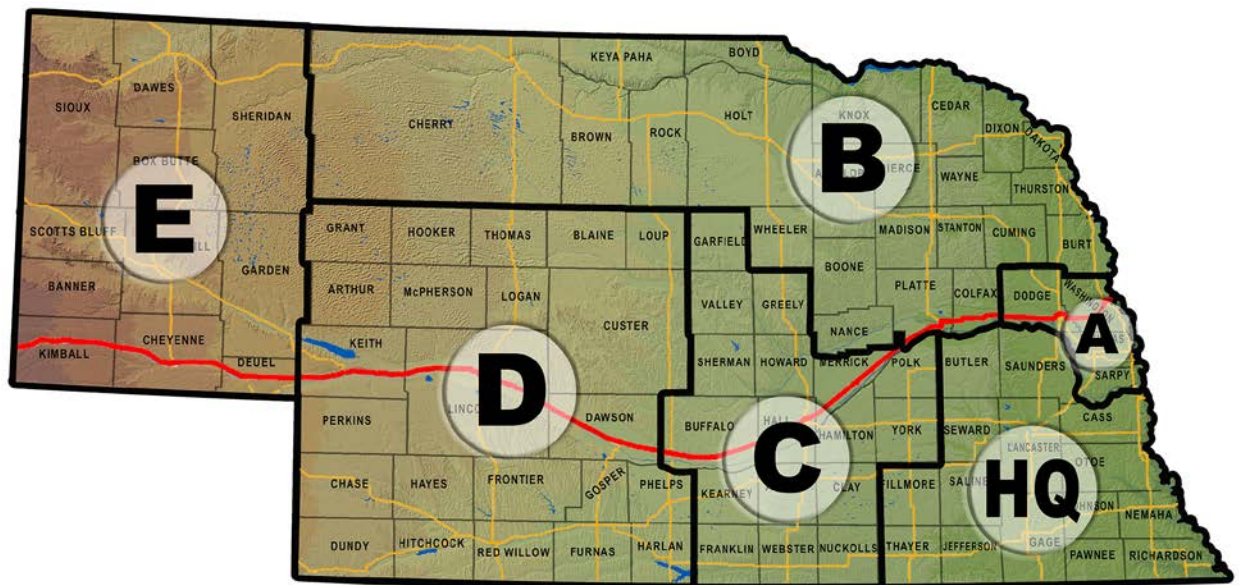 BOYD
KEYA PAHA
DAWES
CEDAR
SIOUX
SHERIDAN
CHERRY
HOLT
KNOX
BROWN
ROCK
DIXON
DAKOTA
B
BOX BUTTE
PIERCE
WAYNE
THURSTON
E
SCOTTS BLUFF
GRANT
HOOKER
THOMAS
BLAINE
LOUP
GARFIELD
WHEELER
MADISON
STANTON
CUMING
BURT
GARDEN
BOONE
BANNER
ARTHUR
McPHERSON
LOGAN
VALLEY
GREELY
PLATTE
COLFAX
DODGE
WASHINGTON
CUSTER
NANCE
A
KIMBALL
CHEYENNE
DEUEL
KEITH
SHERMAN
HOWARD
MERRICK
POLK
BUTLER
SAUNDERS
SARPY
D
PERKINS
DAWSON
BUFFALO
HALL
HAMILTON
YORK
SEWARD
CASS
LANCASTER
OTOE
C
HQ
CHASE
HAYES
FRONTIER
GOSPER
PHELPS
KEARNEY
CLAY
FILLMORE
SALINE
NEMAHA
DUNDY
HITCHCOCK
RED WILLOW
FURNAS
HARLAN
FRANKLIN
WEBSTER
NUCKOLLS
THAYER
JEFFERSON
GAGE
PAWNEE
RICHARDSON